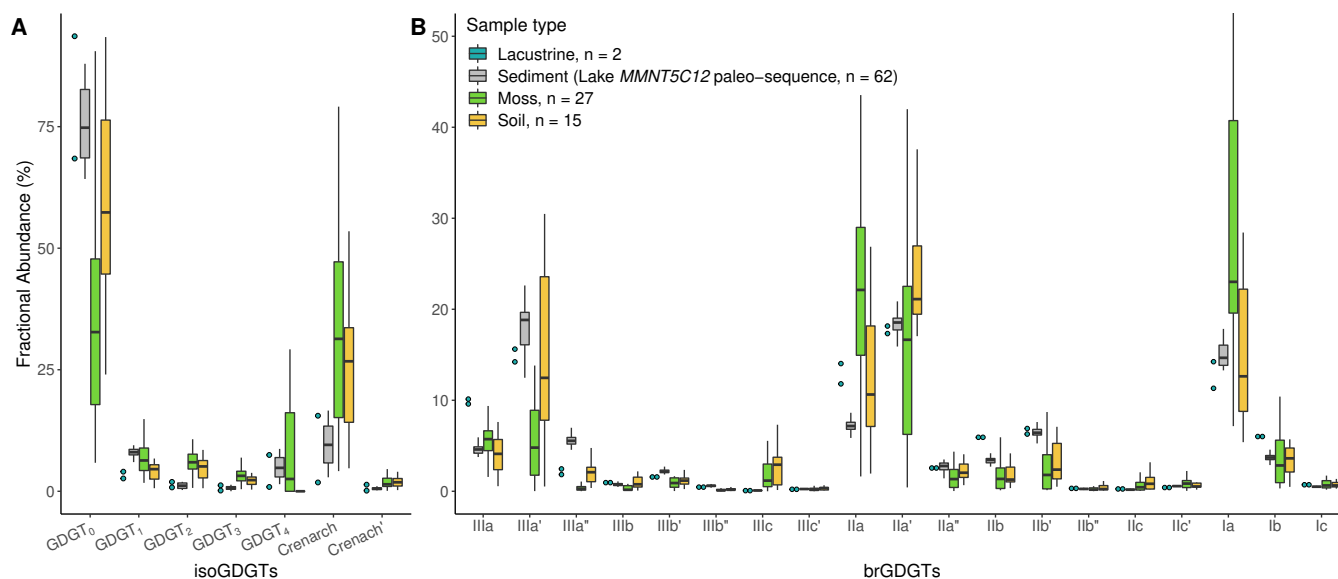 A
Fractional Abundance (%)
75
50
25
0
GDGT0
GDGT1
GDGT2
GDGT3
GDGT4
Crenarch
Crenach'
isoGDGTs
B
Sample type
Lacustrine, n = 2
Sediment (Lake MMNT5C12 paleo−sequence, n = 62)
Moss, n = 27
Soil, n = 15
50
40
30
20
10
0
IIIa
IIIa'
IIIa"
IIIb
IIIb'
IIIb"
IIIc
IIIc'
IIa
IIa'
IIa"
IIb
IIb'
IIb"
IIc
IIc'
Ia
Ib
Ic
brGDGTs